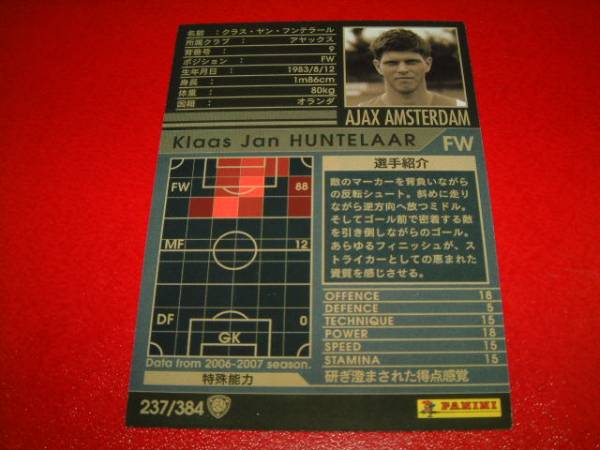 名前 : クラス・ヤン・フンテラール
所属クラブ : アヤックス
背番号 : 9
ポジション : FW
生年月日 : 1983/8/12
身長 : 1m86cm
体重 : 80kg
国籍 : オランダ
AJAX AMSTERDAM
Klaas Jan HUNTELAAR FW
FW 88
MF 12
DF 0
GK
Data from 2006-2007 season.
選手紹介
敵のマーカーを背負いながら
の反転シュート。斜めに走り
ながら逆方向へ放つミドル。
そしてゴール前で密着する敵
を引き倒しながらのゴール。
あらゆるフィニッシュが、ス
トライカーとしての恵まれた
資質を感じさせる。
OFFENCE 18
DEFENCE 5
TECHNIQUE 15
POWER 18
SPEED 15
STAMINA 15
特殊能力 研ぎ澄まされた得点感覚
237/384 PANINI